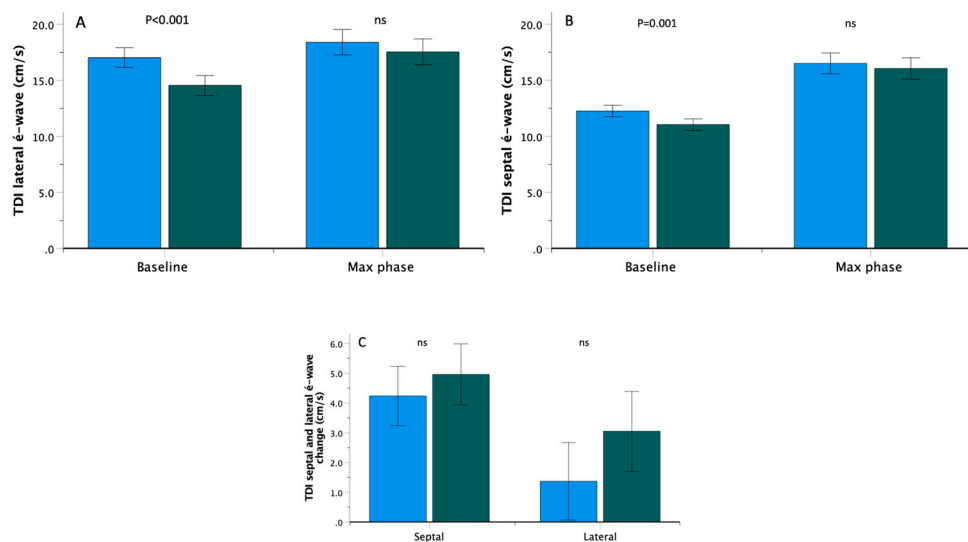 A
P<0.001
ns
20.0
15.0
10.0
5.0
.0
TDI lateral é-wave (cm/s)
Baseline
Max phase
B
P=0.001
ns
20.0
15.0
10.0
5.0
.0
TDI septal é-wave (cm/s)
Baseline
Max phase
C
ns
ns
6.0
5.0
4.0
3.0
2.0
1.0
.0
TDI septal and lateral é-wave
change (cm/s)
Septal
Lateral